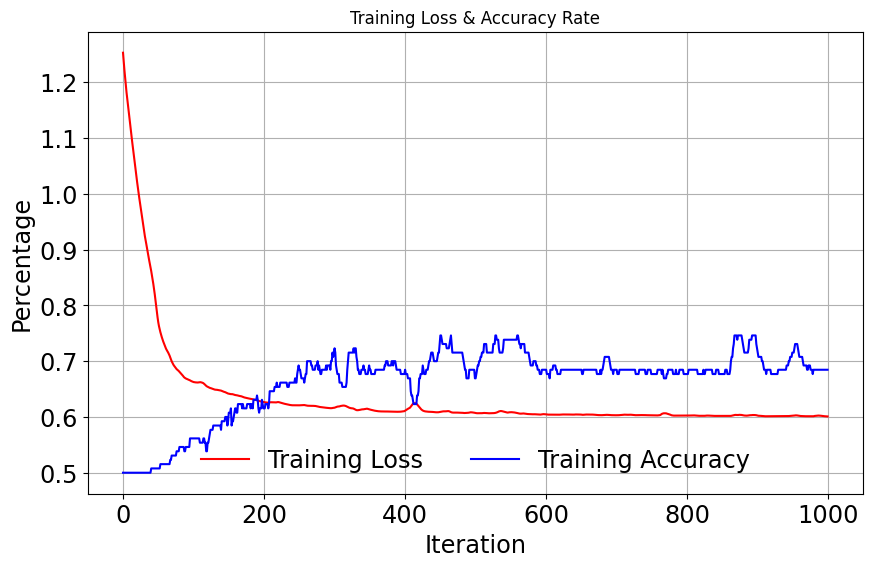 Training Loss & Accuracy Rate
Percentage
1.2
1.1
1.0
0.9
0.8
0.7
0.6
0.5
Training Loss
Training Accuracy
0 200 400 600 800 1000
Iteration